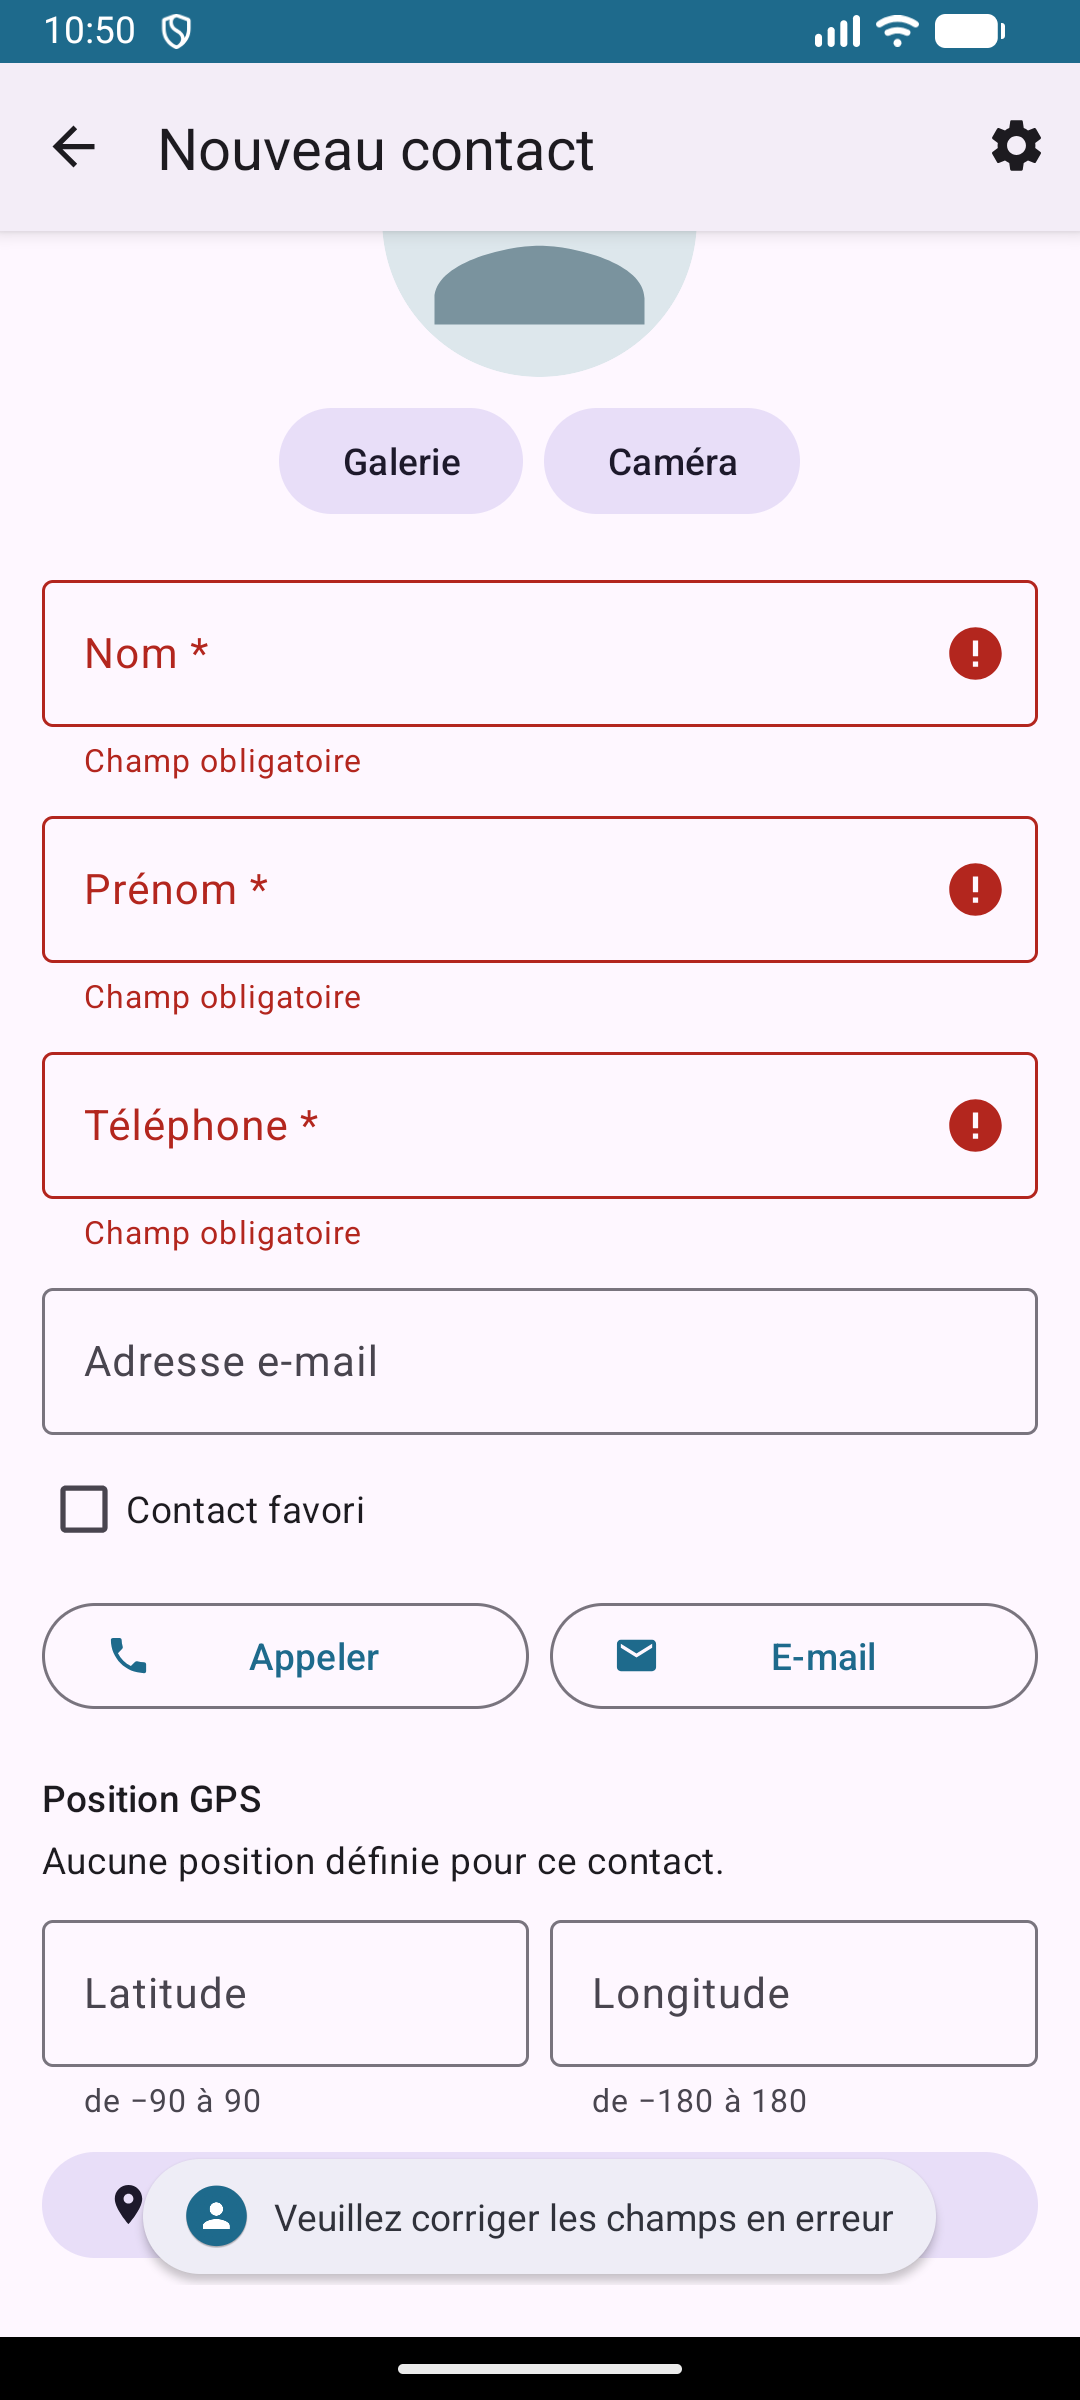 10:50
Nouveau contact
Galerie
Caméra
Nom *
Champ obligatoire
Prénom *
Champ obligatoire
Téléphone *
Champ obligatoire
Adresse e-mail
Contact favori
Appeler
E-mail
Position GPS
Aucune position définie pour ce contact.
Latitude
Longitude
de −90 à 90
de −180 à 180
Veuillez corriger les champs en erreur